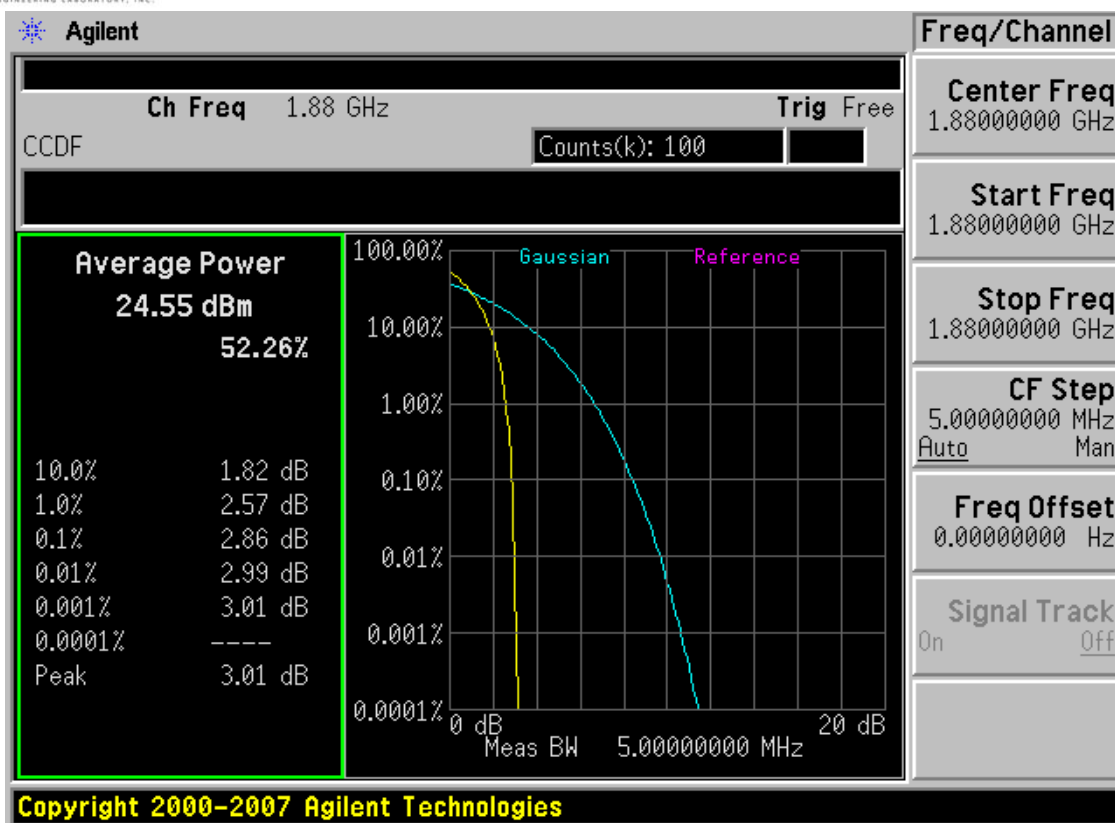 Agilent
Freq/Channel
Ch Freq 1.88 GHz
Trig Free
CCDF
Counts(k): 100
Center Freq
1.88000000 GHz
Start Freq
1.88000000 GHz
Stop Freq
1.88000000 GHz
CF Step
5.00000000 MHz
Auto Man
Freq Offset
0.00000000 Hz
Signal Track
On Off
Average Power
24.55 dBm
52.26%
10.0% 1.82 dB
1.0% 2.57 dB
0.1% 2.86 dB
0.01% 2.99 dB
0.001% 3.01 dB
0.0001% ----
Peak 3.01 dB
Gaussian
Reference
100.00%
10.00%
1.00%
0.10%
0.01%
0.001%
0.0001%
0 dB
20 dB
Meas BW 5.00000000 MHz
Copyright 2000-2007 Agilent Technologies